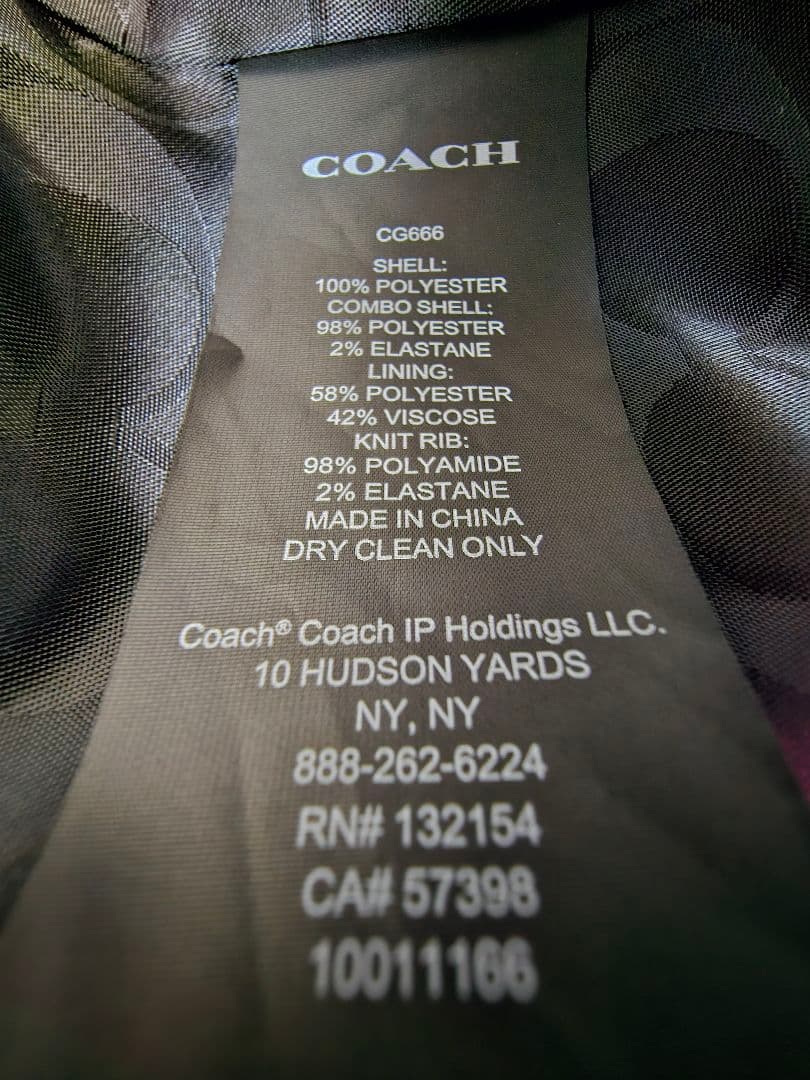 COACH
CG666
SHELL:
100% POLYESTER
COMBO SHELL:
98% POLYESTER
2% ELASTANE
LINING:
58% POLYESTER
42% VISCOSE
KNIT RIB:
98% POLYAMIDE
2% ELASTANE
MADE IN CHINA
DRY CLEAN ONLY
Coach® Coach IP Holdings LLC.
10 HUDSON YARDS
NY, NY
888-262-6224
RN# 132154
CA# 57398
10011166